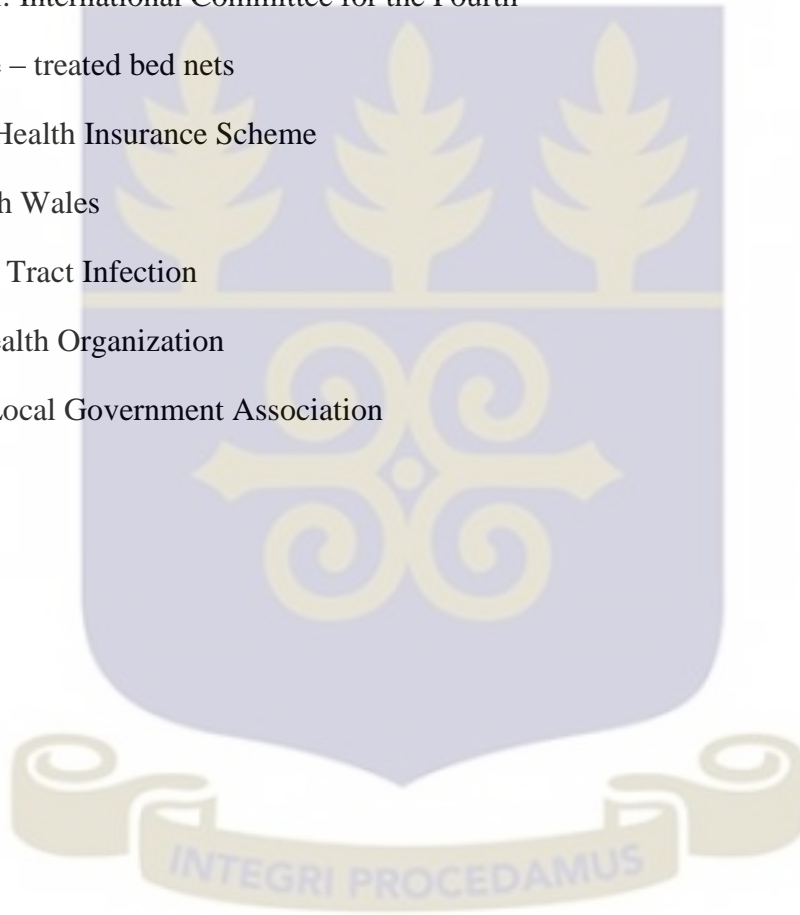 International Committee for the Fourth
– treated bed nets
Health Insurance Scheme
h Wales
Tract Infection
ealth Organization
Local Government Association
INTEGRI PROCEDAMUS